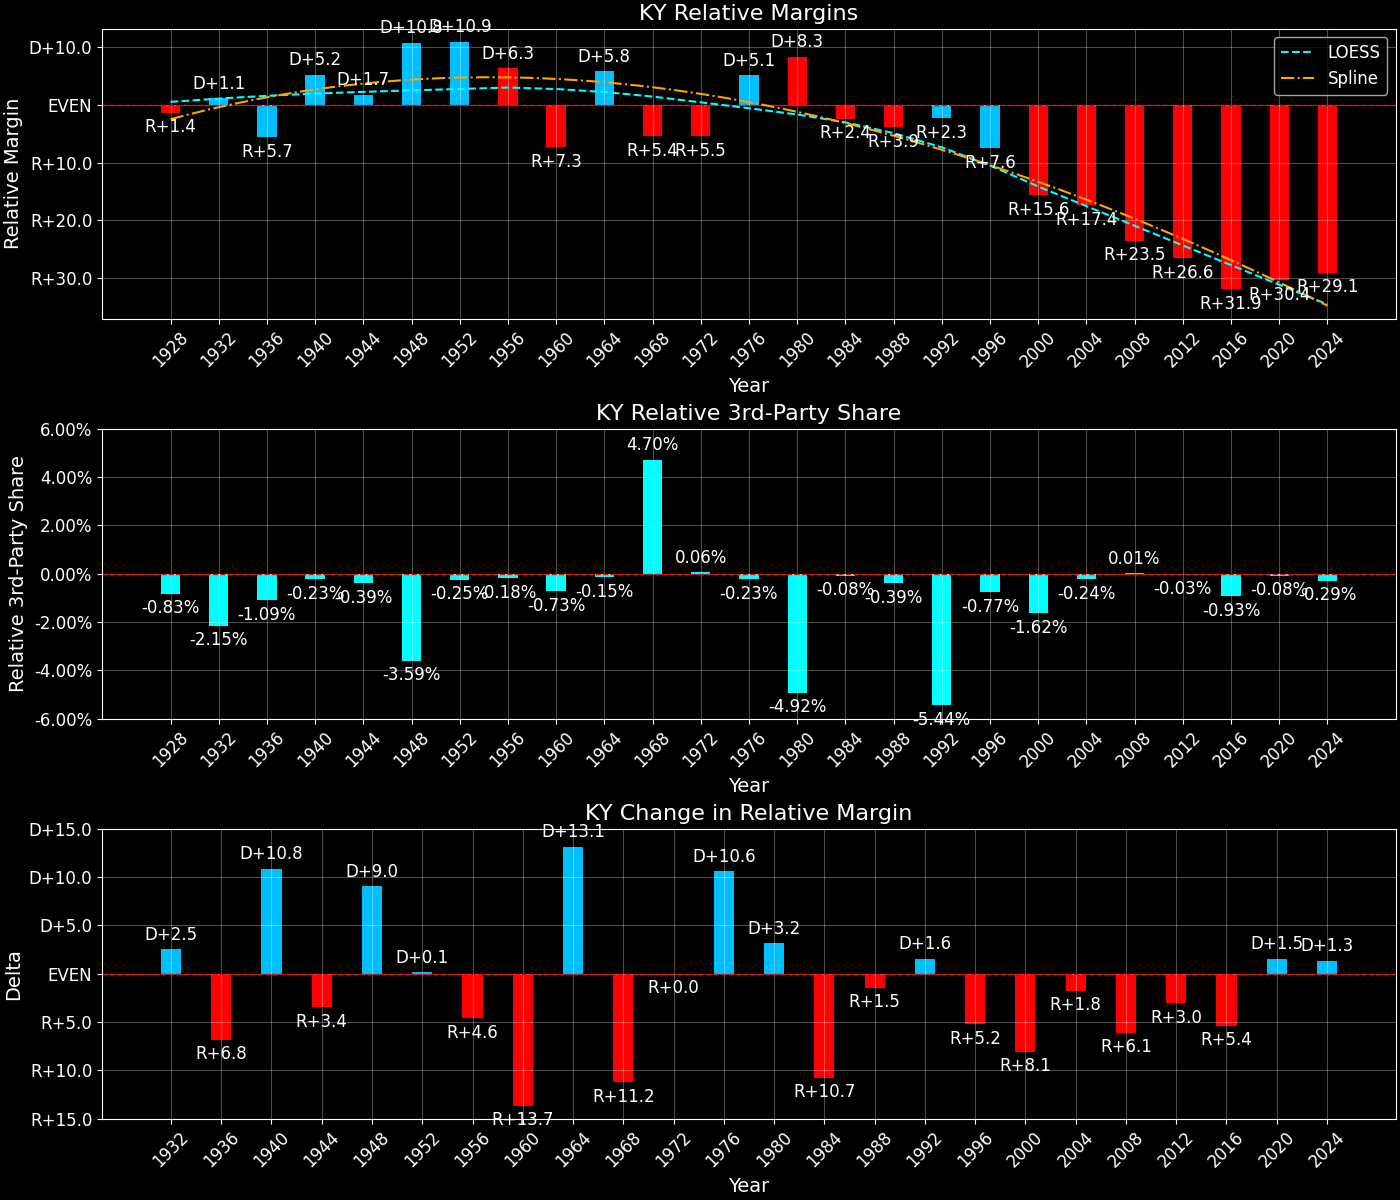 KY Relative Margins
Relative Margin
D+10.0
EVEN
R+10.0
R+20.0
R+30.0
R+1.4
D+1.1
R+5.7
D+5.2
D+1.7
D+10.8
D+10.9
D+6.3
R+7.3
D+5.8
R+5.4
R+5.5
D+5.1
D+8.3
R+2.4
R+3.9
R+2.3
R+7.6
R+15.6
R+17.4
R+23.5
R+26.6
R+31.9
R+30.4
R+29.1
LOESS
Spline
1928 1932 1936 1940 1944 1948 1952 1956 1960 1964 1968 1972 1976 1980 1984 1988 1992 1996 2000 2004 2008 2012 2016 2020 2024
Year
KY Relative 3rd-Party Share
Relative 3rd-Party Share
6.00%
4.00%
2.00%
0.00%
-2.00%
-4.00%
-6.00%
-0.83%
-2.15%
-1.09%
-0.23%
-0.39%
-3.59%
-0.25%
-0.18%
-0.73%
-0.15%
4.70%
0.06%
-0.23%
-4.92%
-0.08%
-0.39%
-5.44%
-0.77%
-1.62%
-0.24%
0.01%
-0.03%
-0.93%
-0.08%
-0.29%
1928 1932 1936 1940 1944 1948 1952 1956 1960 1964 1968 1972 1976 1980 1984 1988 1992 1996 2000 2004 2008 2012 2016 2020 2024
Year
KY Change in Relative Margin
Delta
D+15.0
D+10.0
D+5.0
EVEN
R+5.0
R+10.0
R+15.0
D+2.5
R+6.8
D+10.8
R+3.4
D+9.0
D+0.1
R+4.6
R+13.7
D+13.1
R+11.2
R+0.0
D+10.6
D+3.2
R+10.7
R+1.5
D+1.6
R+5.2
R+8.1
R+1.8
R+6.1
R+3.0
R+5.4
D+1.5
D+1.3
1932 1936 1940 1944 1948 1952 1956 1960 1964 1968 1972 1976 1980 1984 1988 1992 1996 2000 2004 2008 2012 2016 2020 2024
Year